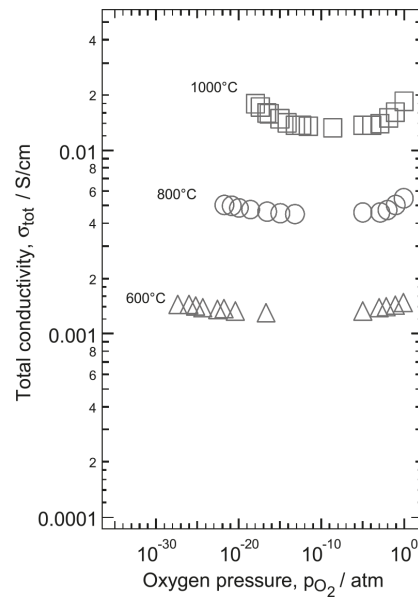 4
2
1000°C
0.01
8
6
800°C
4
2
600°C
0.001
8
6
4
2
0.0001
10⁻³⁰ 10⁻²⁰ 10⁻¹⁰ 10⁰
Total conductivity, σtot / S/cm
Oxygen pressure, pO₂ / atm